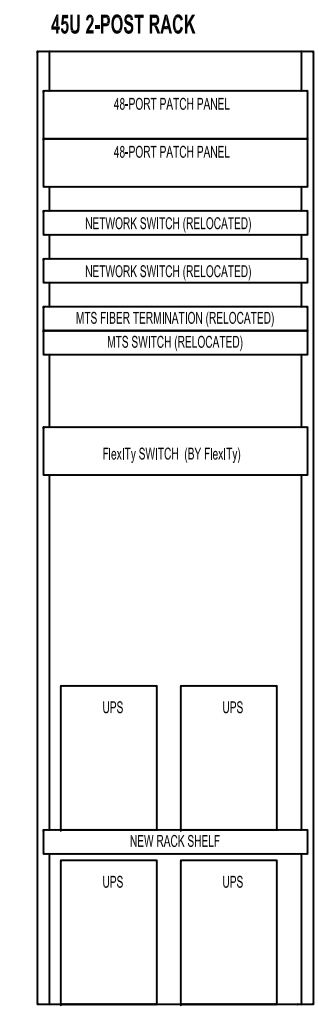 45U 2-POST RACK
48-PORT PATCH PANEL
48-PORT PATCH PANEL
NETWORK SWITCH (RELOCATED)
NETWORK SWITCH (RELOCATED)
MTS FIBER TERMINATION (RELOCATED)
MTS SWITCH (RELOCATED)
FlexITy SWITCH (BY FlexITy)
UPS UPS
NEW RACK SHELF
UPS UPS